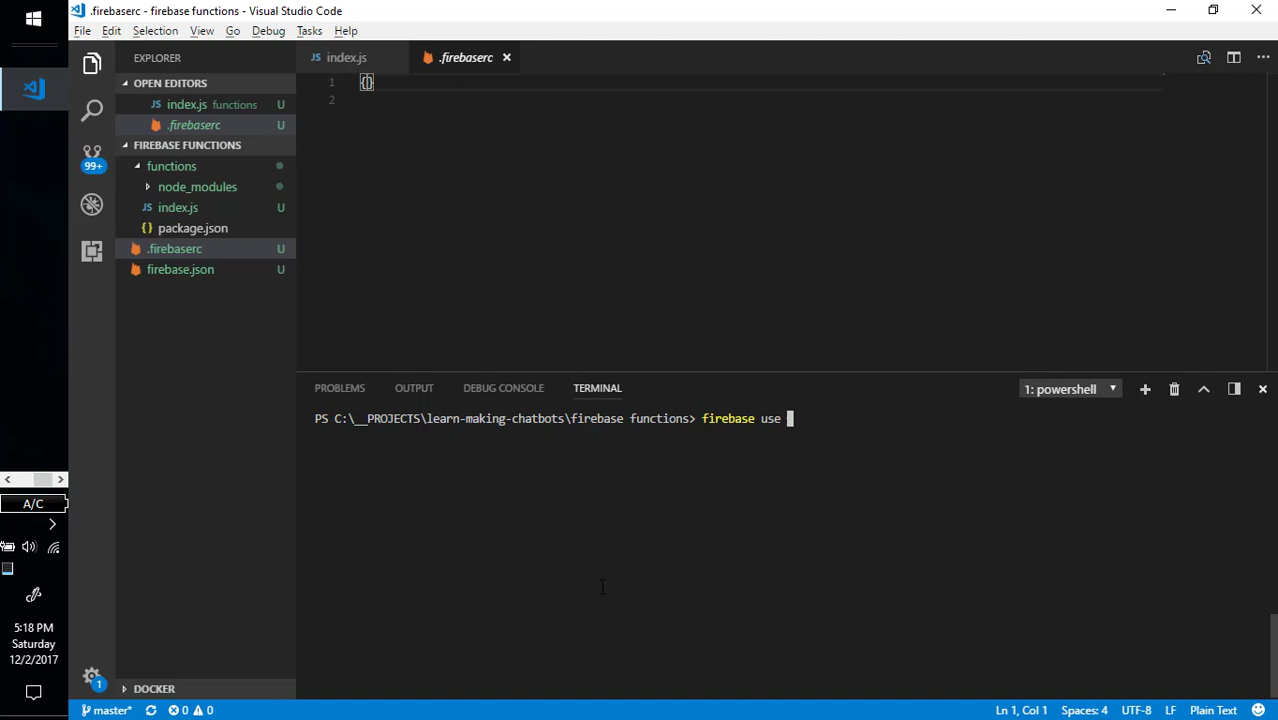 .firebaserc - firebase functions - Visual Studio Code
File Edit Selection View Go Debug Tasks Help
EXPLORER
OPEN EDITORS
JS index.js functions U
.firebaserc U
FIREBASE FUNCTIONS
functions
node_modules
JS index.js U
{} package.json
.firebaserc U
firebase.json U
99+
DOCKER
1
JS index.js
.firebaserc
1 {}
2
PROBLEMS OUTPUT DEBUG CONSOLE TERMINAL
1: powershell
PS C:\__PROJECTS\learn-making-chatbots\firebase functions> firebase use
A/C
5:18 PM
Saturday
12/2/2017
master* 0 0
Ln 1, Col 1 Spaces: 4 UTF-8 LF Plain Text